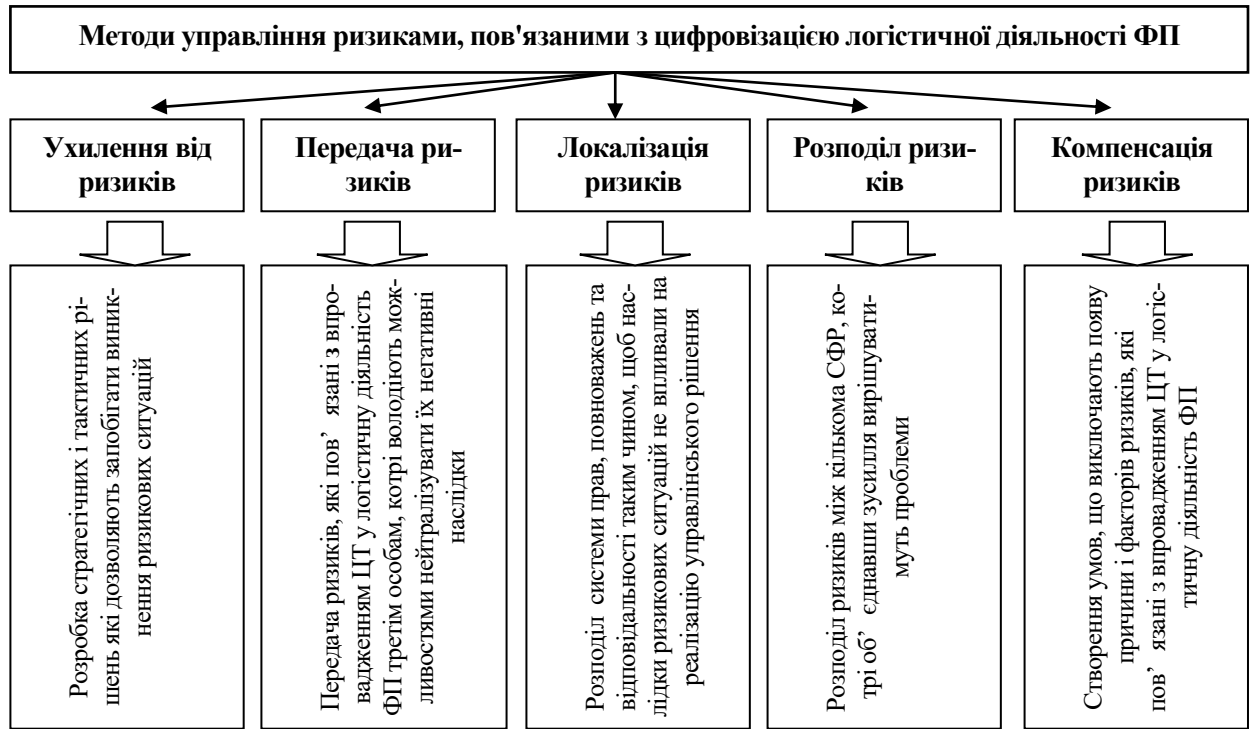 Методи управління ризиками, пов'язаними з цифровізацією логістичної діяльності ФП
Ухилення від
ризиків
Передача ри-
зиків
Локалізація
ризиків
Розподіл ризи-
ків
Компенсація
ризиків
Розробка стратегічних і тактичних рі-
шень які дозволяють запобігати виник-
нення ризикових ситуацій
Передача ризиків, які пов’ язані з впро-
вадженням ЦТ у логістичну діяльність
ФП третім особам, котрі володіють мож-
ливостями нейтралізувати їх негативні
наслідки
Розподіл системи прав, повноважень та
відповідальності таким чином, щоб нас-
лідки ризикових ситуацій не впливали на
реалізацію управлінського рішення
Розподіл ризиків між кількома СФР, ко-
трі об’ єднавши зусилля вирішувати-
муть проблеми
Створення умов, що виключають появу
причини і факторів ризиків, які
пов’ язані з впровадженням ЦТ у логіс-
тичну діяльність ФП